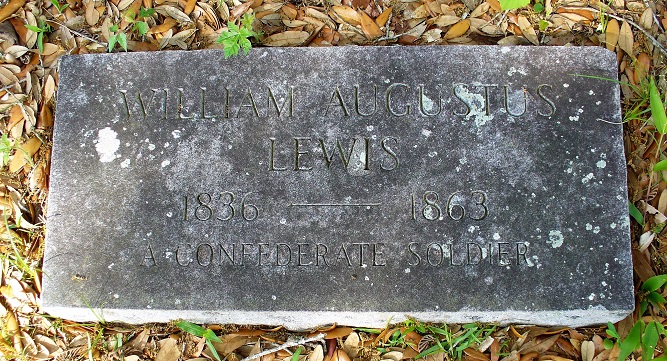 WILLIAM AUGUSTUS
LEWIS
1836 — 1863
A CONFEDERATE SOLDIER